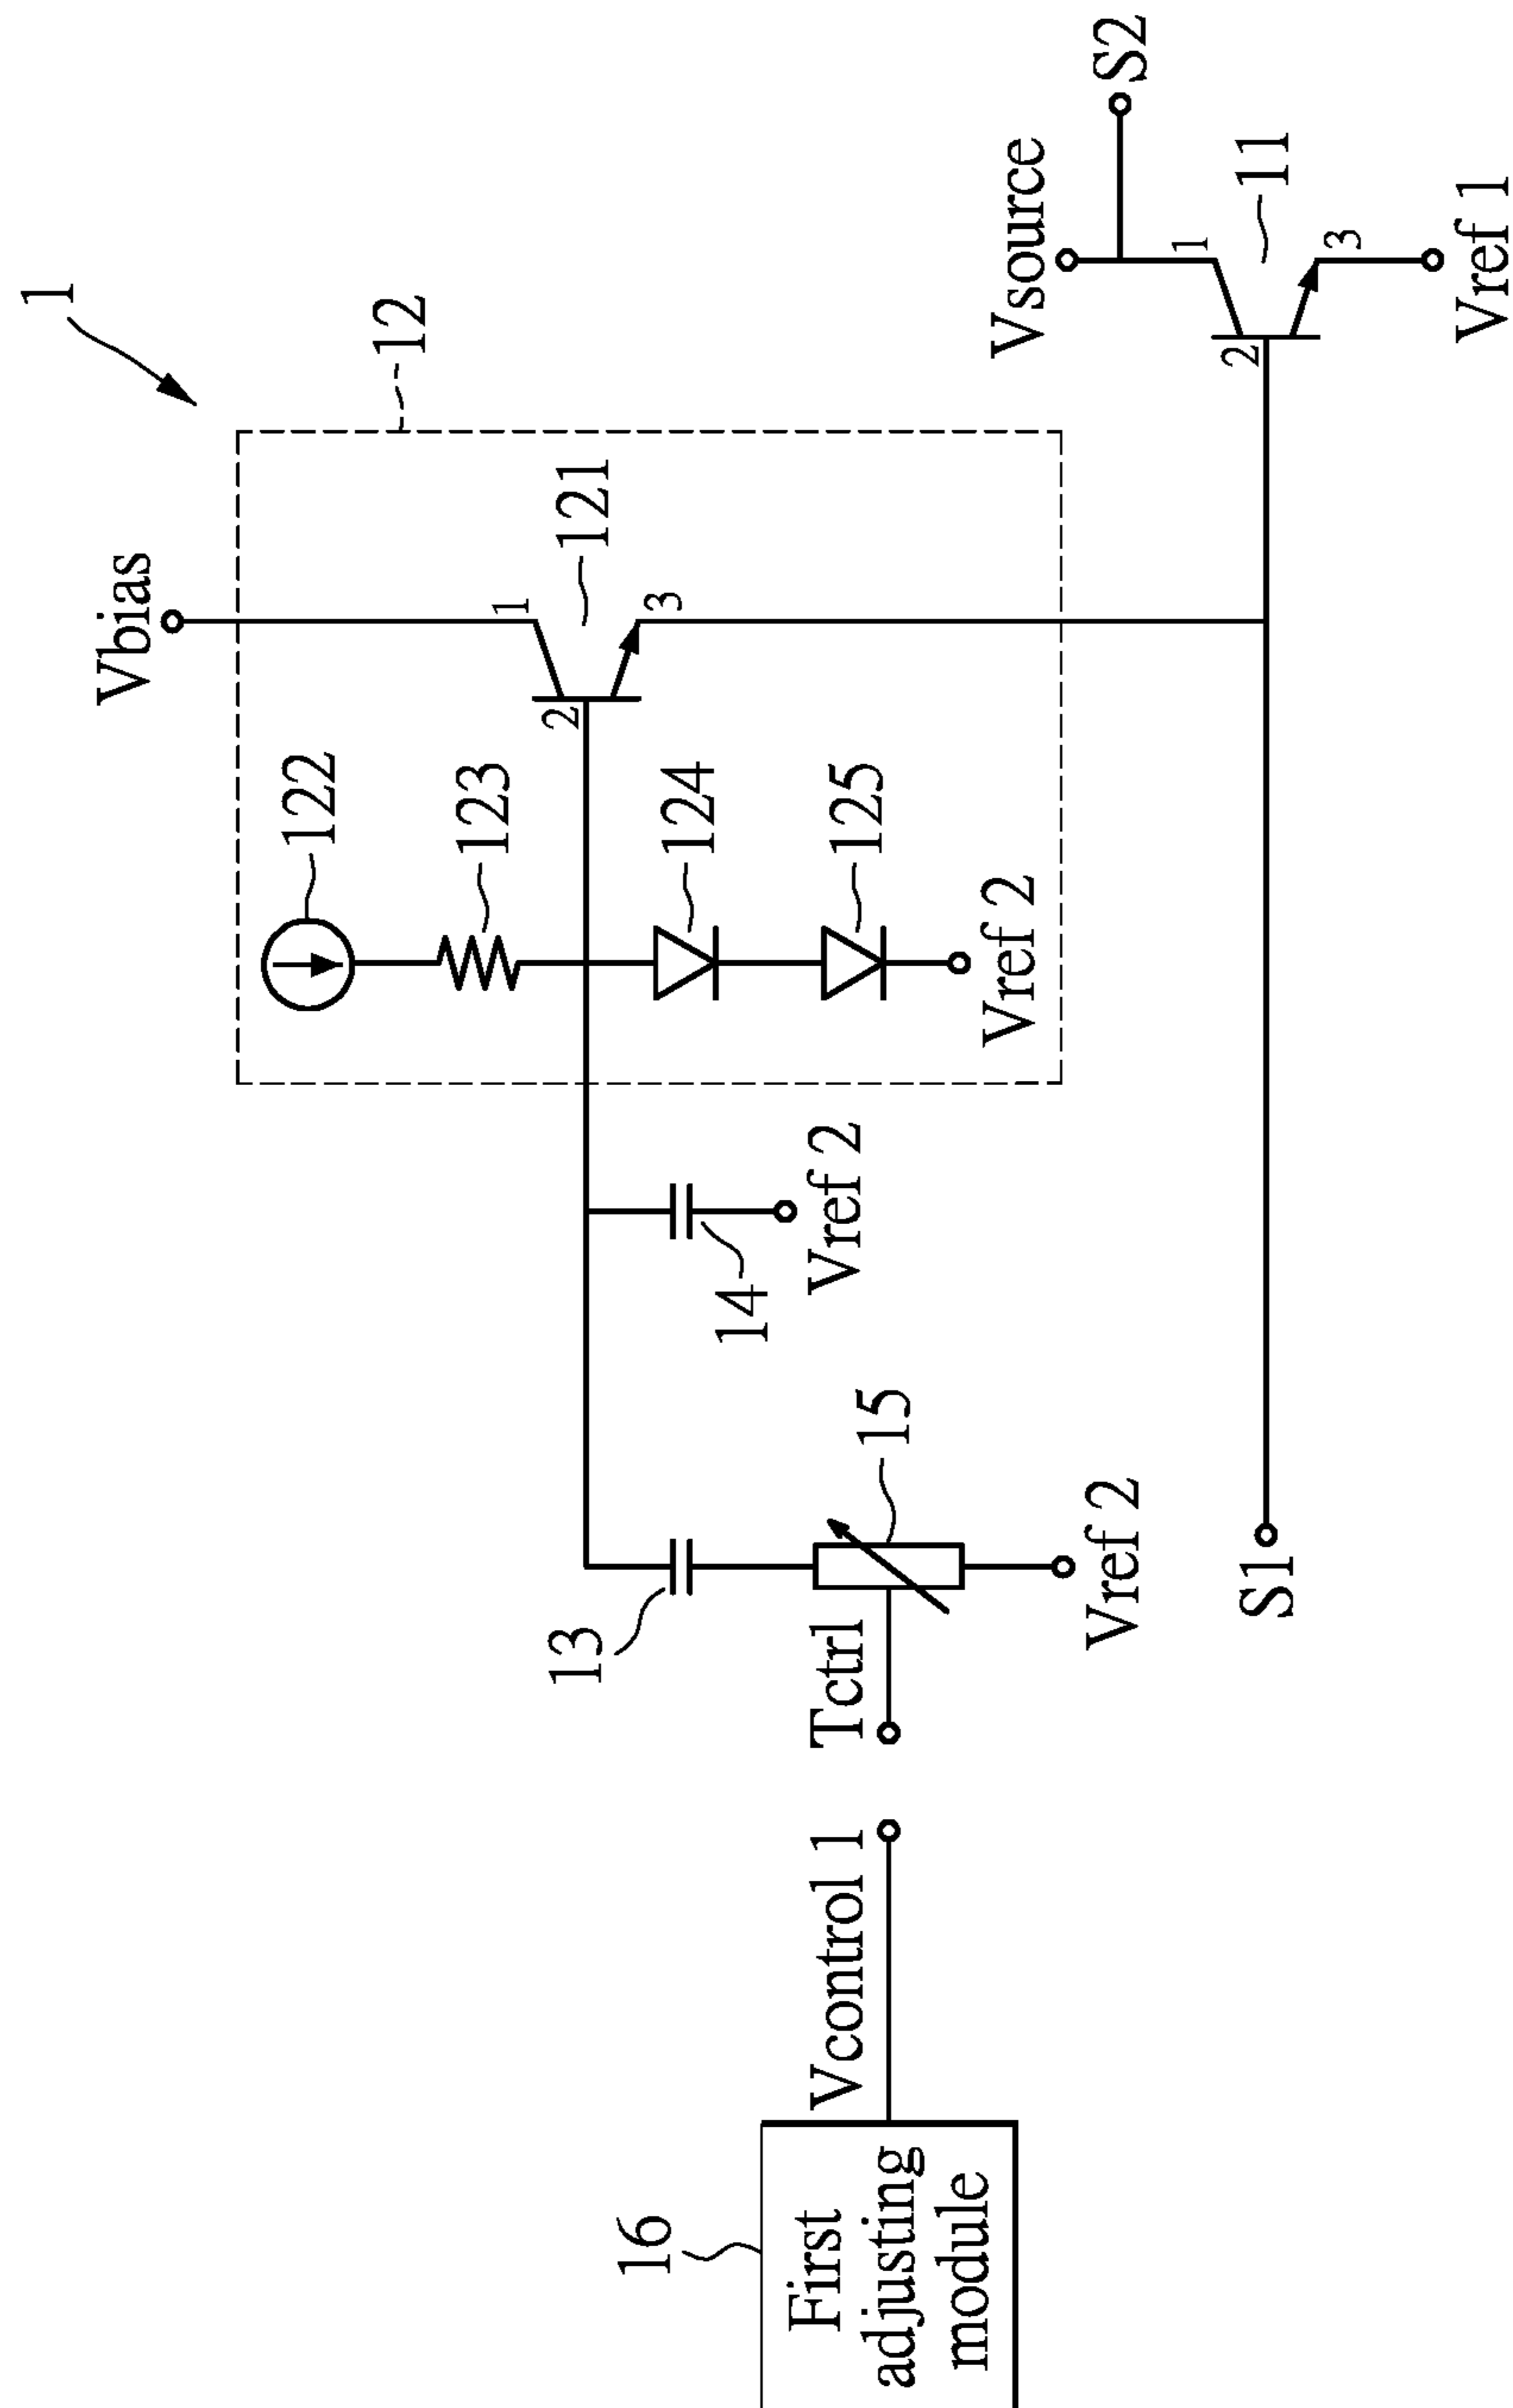 1
Vbias
12
122
123
1
2
3
121
124
125
Vref 2
Vsource
S2
1
2
3
11
Vref 1
14
Vref 2
13
15
Tctrl
Vref 2
S1
Vcontrol 1
16
First
adjusting
module